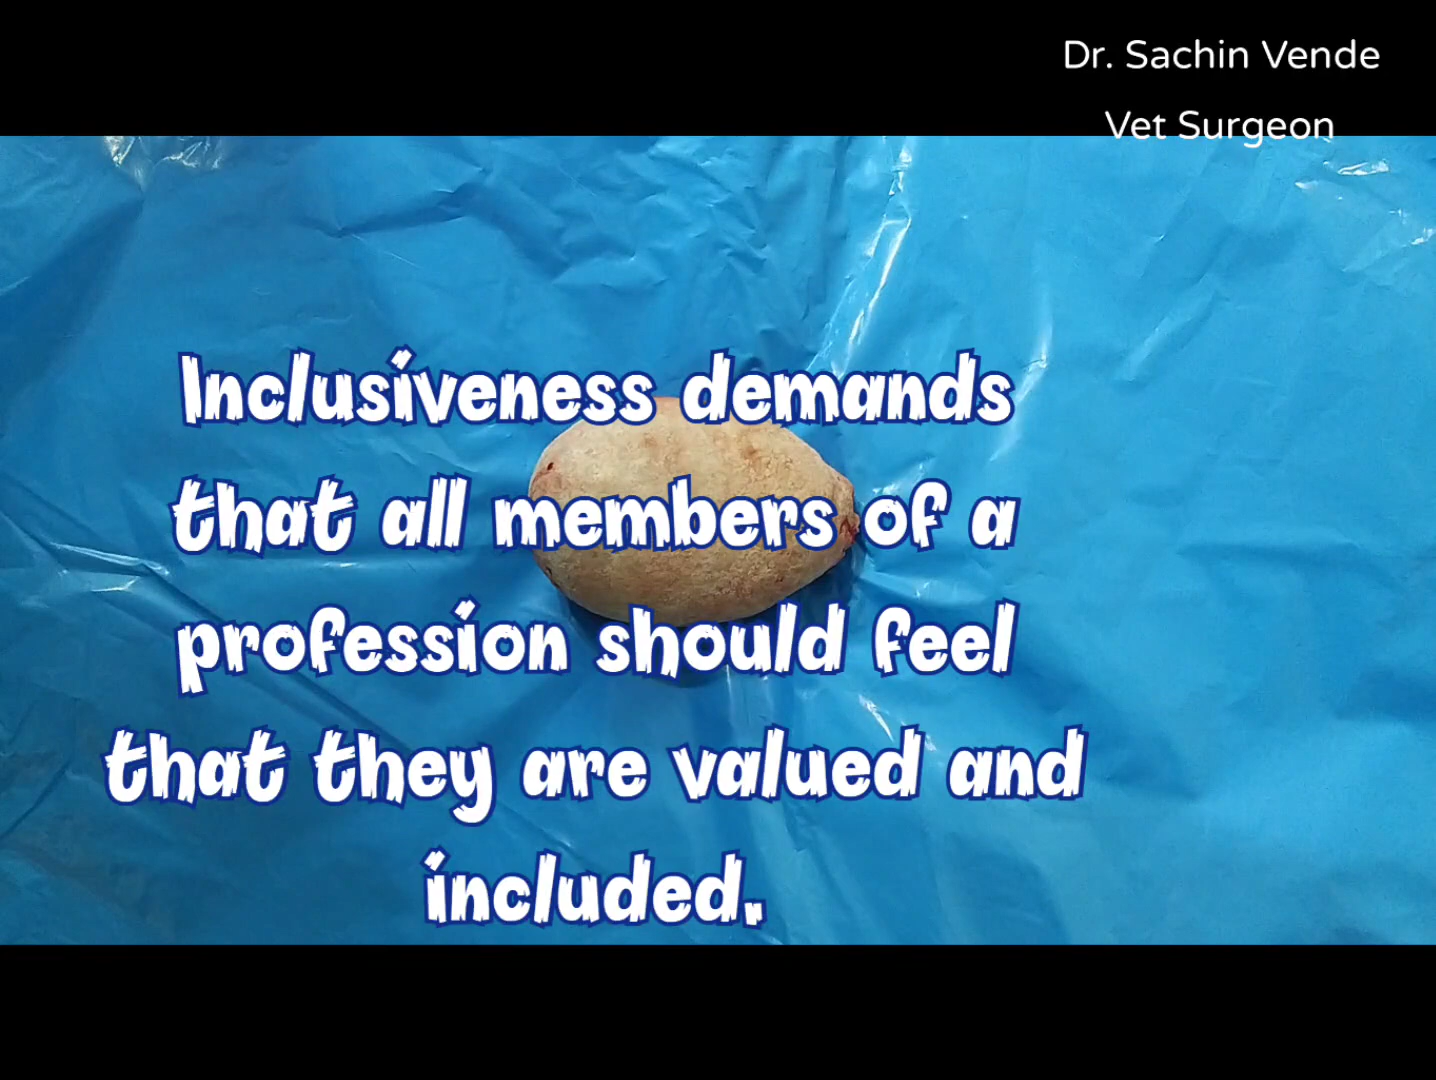 Dr. Sachin Vende
Vet Surgeon
Inclusiveness demands
that all members of a
profession should feel
that they are valued and
included.